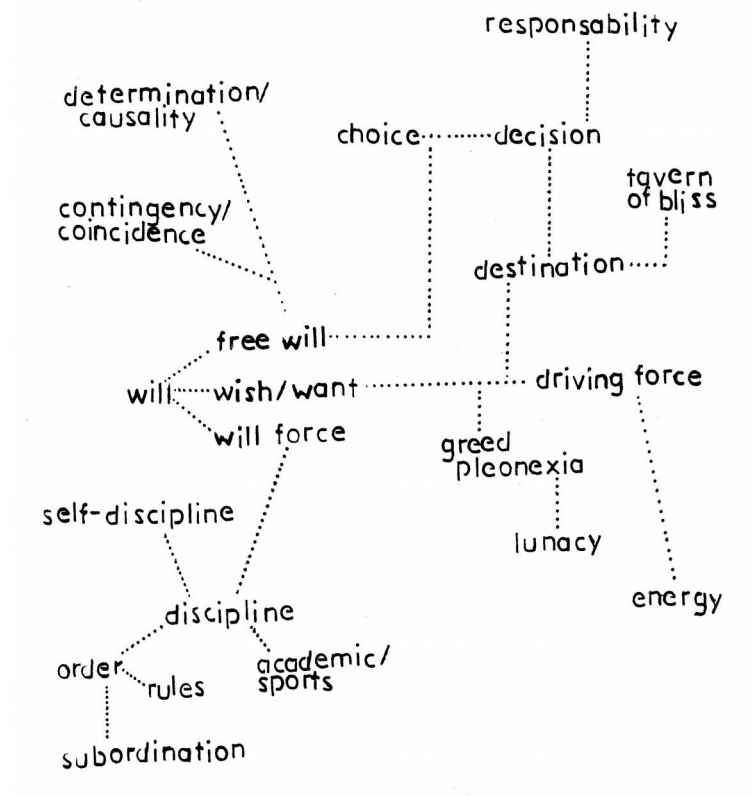 responsability
determination/
causality
choice
decision
tavern
of bliss
contingency/
coincidence
destination
free will
will
wish/want
driving force
will force
greed
pleonexia
self-discipline
lunacy
energy
discipline
order
academic/
sports
rules
subordination